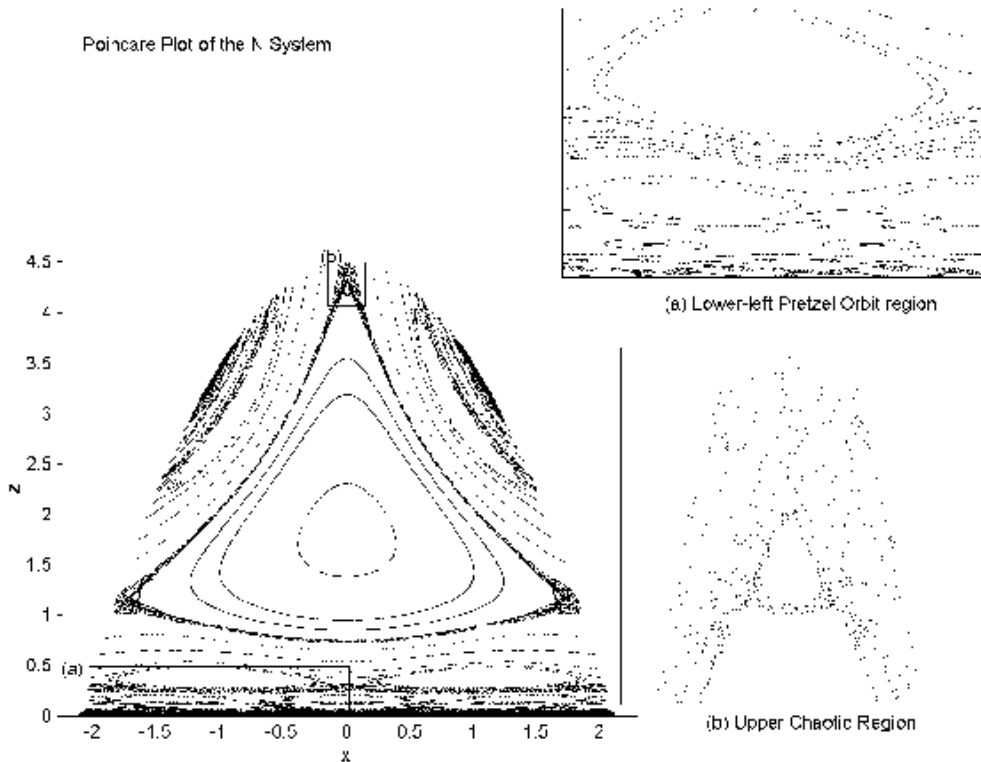 Poincare Plot of the N System
(a) Lower-left Pretzel Orbit region
(b)
4.5
4
3.5
3
2.5
z
2
1.5
1
(a)
0.5
0
-2 -1.5 -1 -0.5 0 0.5 1 1.5 2
x
(b) Upper Chaotic Region